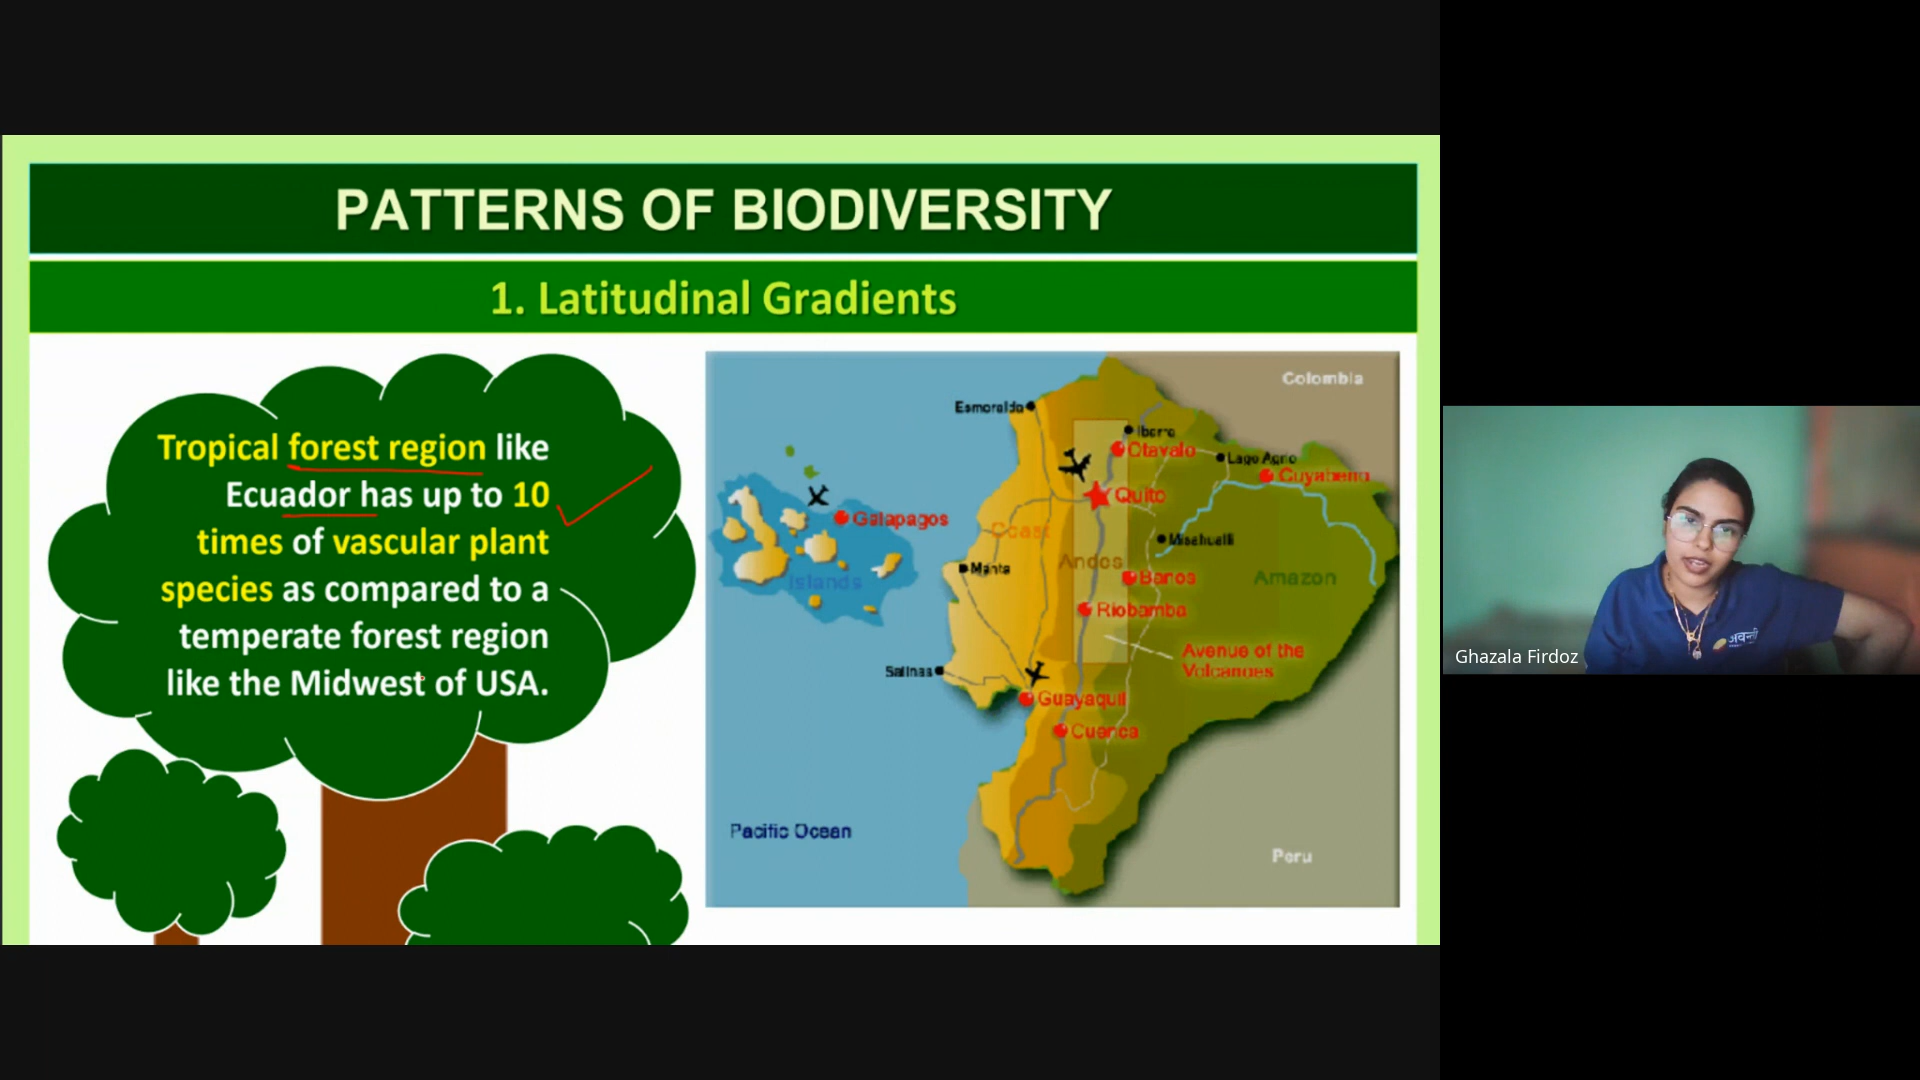 PATTERNS OF BIODIVERSITY
1. Latitudinal Gradients
Tropical forest region like
Ecuador has up to 10
times of vascular plant
species as compared to a
temperate forest region
like the Midwest of USA.
Colombia
Esmoralda
Ibarra
Otavalo
Lago Agrio
Cuyabeno
Quito
Galapagos
Coast
Misahualli
Andes
Manta
Islands
Banos
Amazon
Riobamba
Avenue of the
Volcanoes
Salinas
Guayaquil
Cuenca
Pacific Ocean
Peru
अवन्ती
Ghazala Firdoz